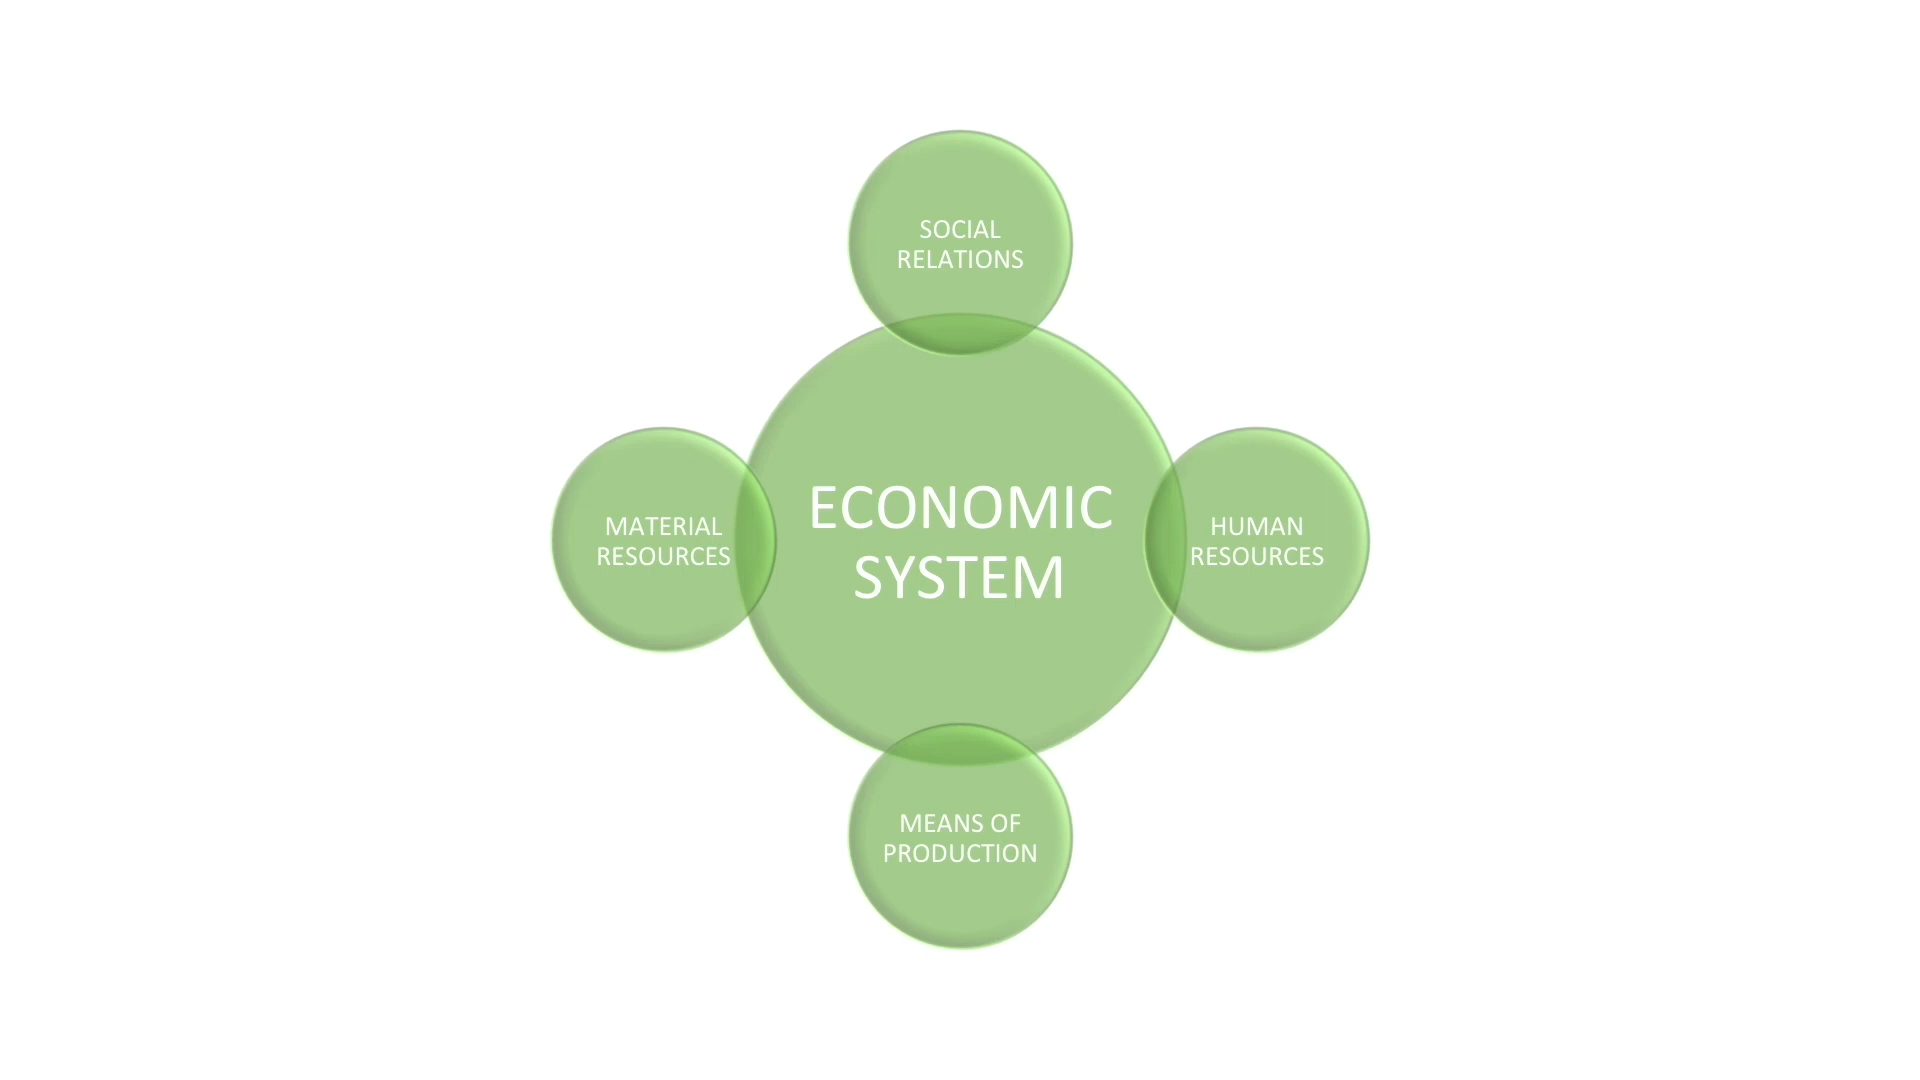 SOCIAL
RELATIONS
MATERIAL
RESOURCES
ECONOMIC
SYSTEM
HUMAN
RESOURCES
MEANS OF
PRODUCTION